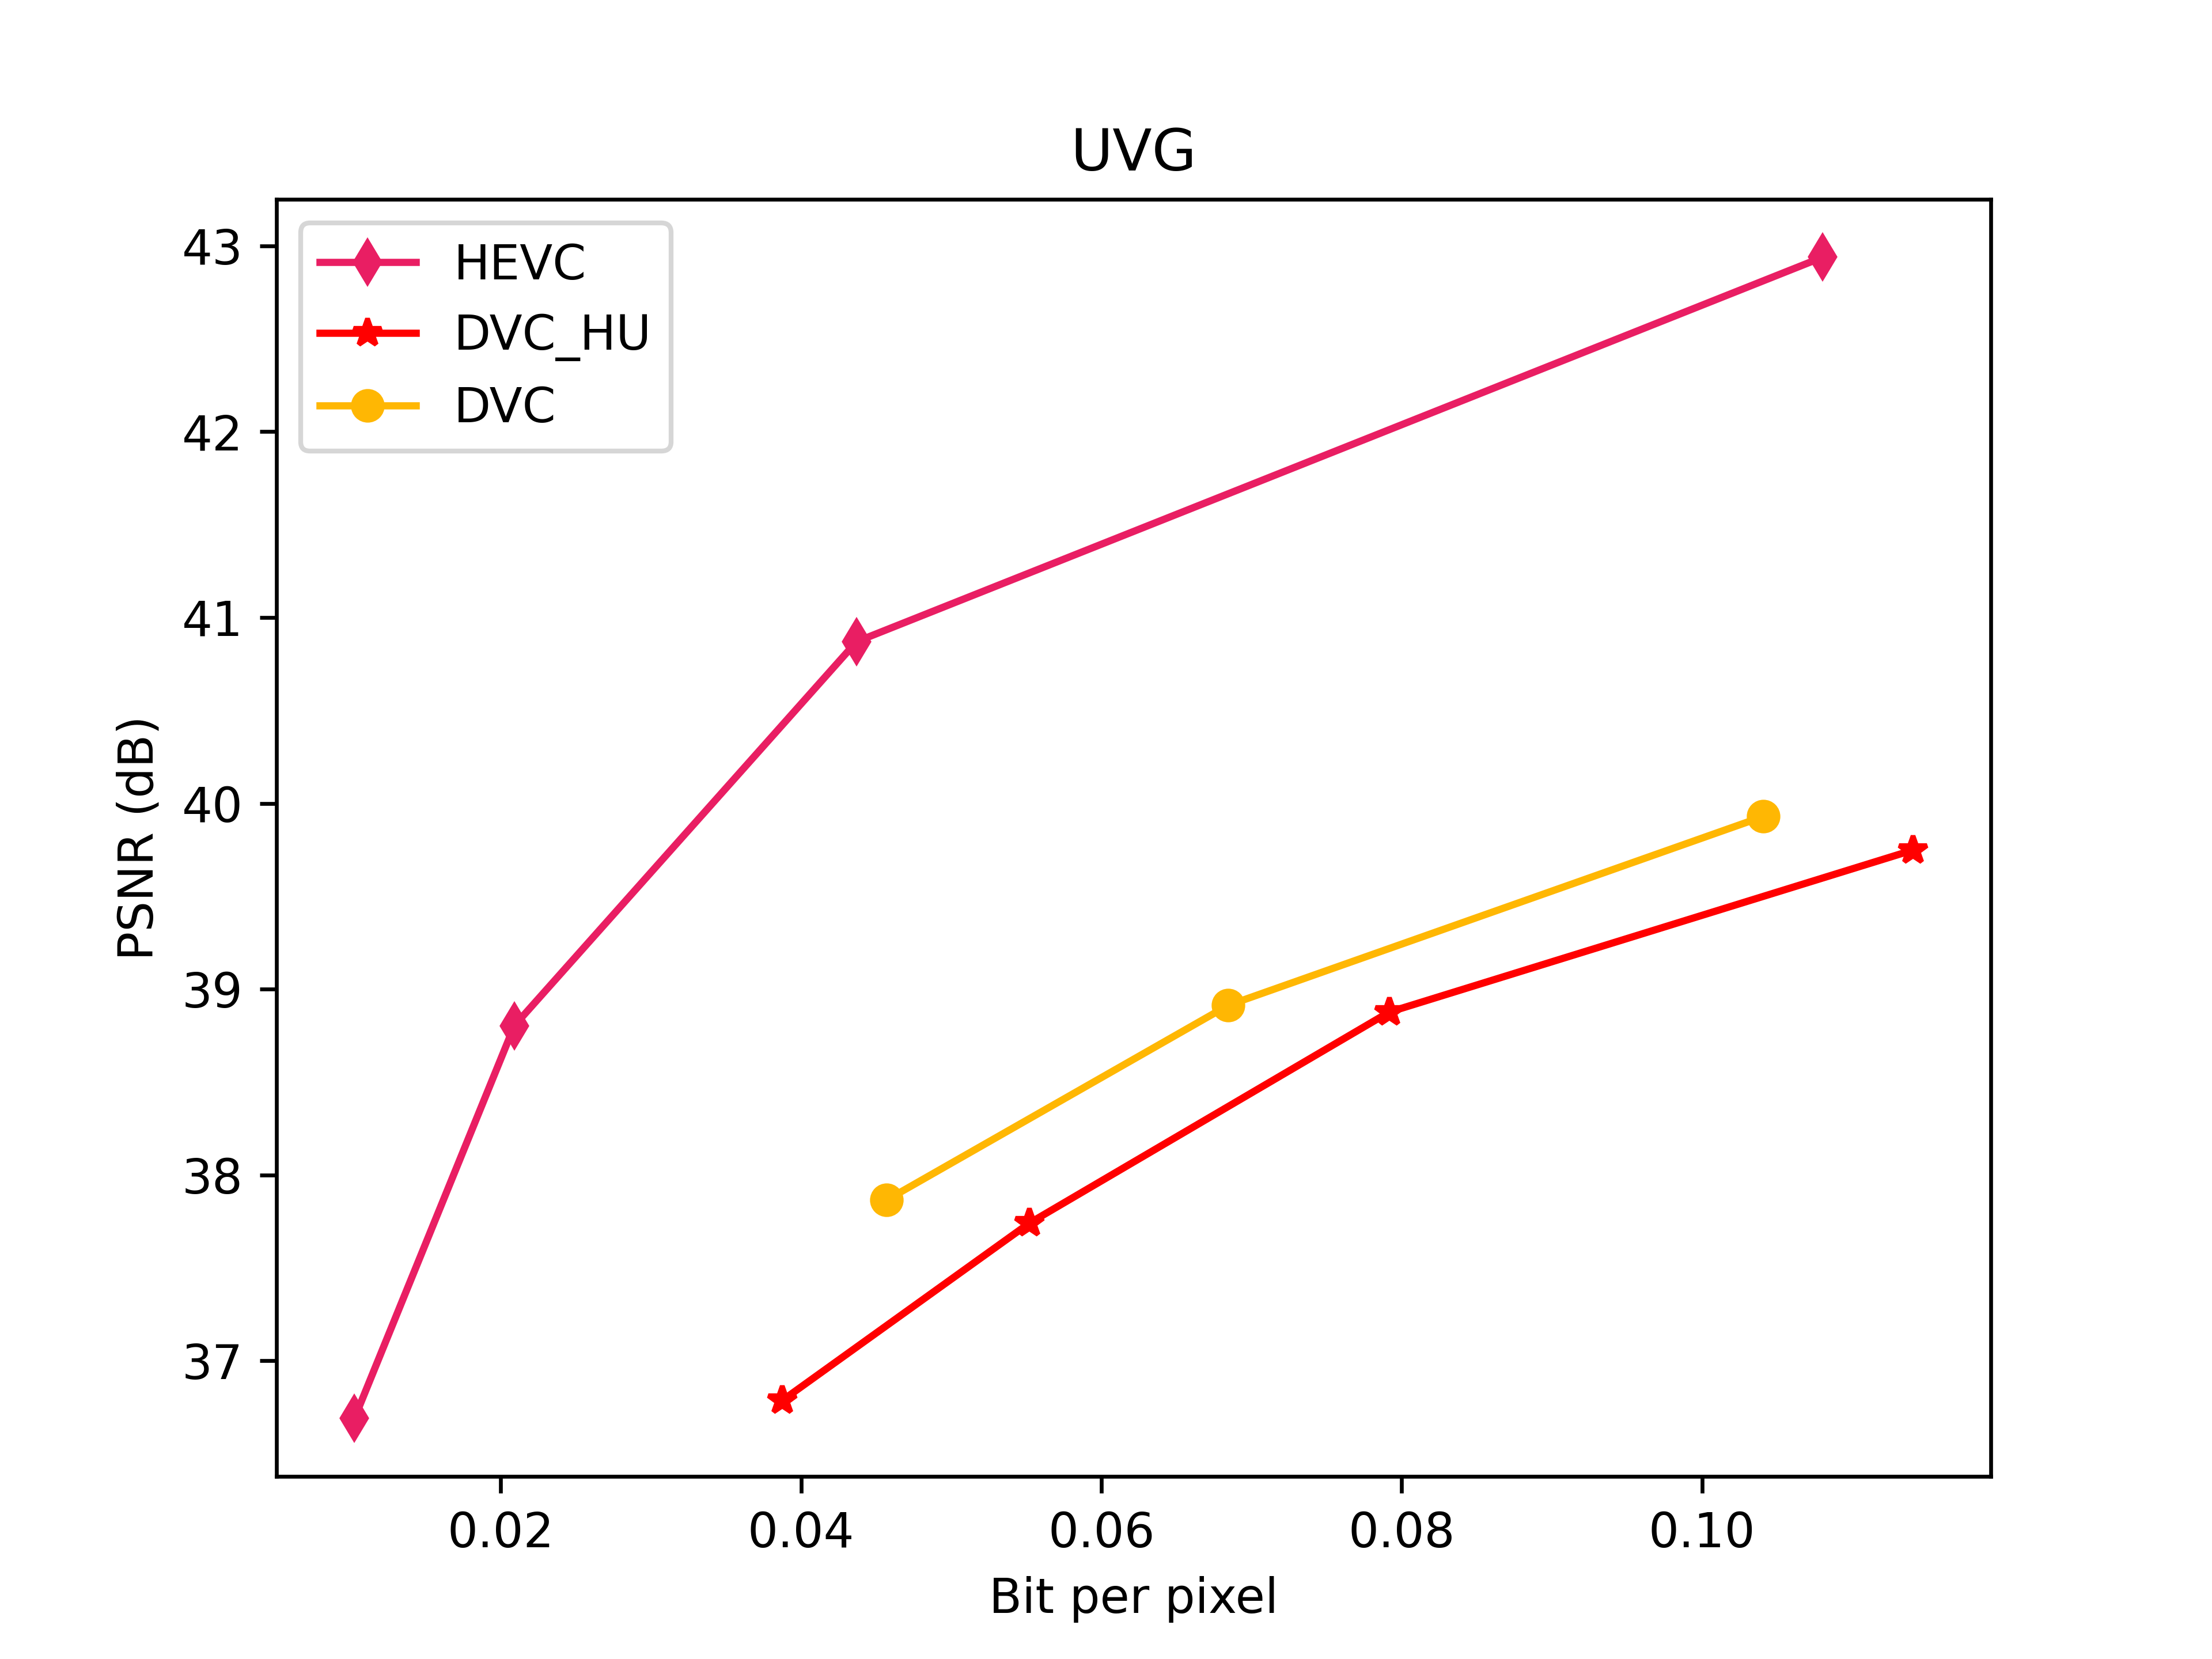 UVG
HEVC
DVC_HU
DVC
43
42
41
40
39
38
37
PSNR (dB)
0.02 0.04 0.06 0.08 0.10
Bit per pixel